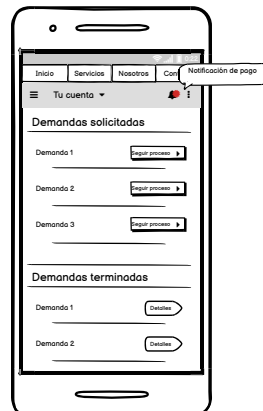 Inicio Servicios Nosotros Con
Notificación de pago
Tu cuenta
Demandas solicitadas
Demanda 1 Seguir proceso
Demanda 2 Seguir proceso
Demanda 3 Seguir proceso
Demandas terminadas
Demanda 1 Detalles
Demanda 2 Detalles